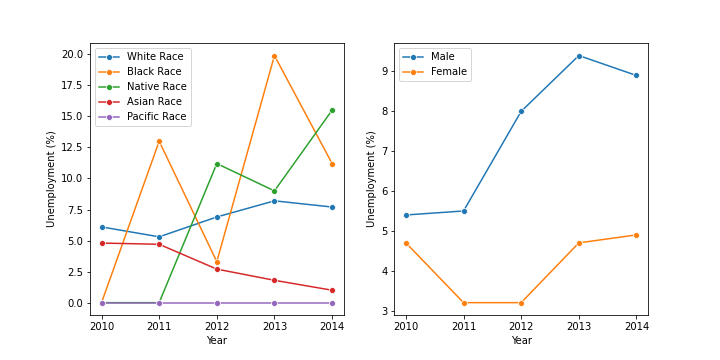 White Race
Black Race
Native Race
Asian Race
Pacific Race
20.0
17.5
15.0
12.5
10.0
7.5
5.0
2.5
0.0
Unemployment (%)
2010 2011 2012 2013 2014
Year
Male
Female
9
8
7
6
5
4
3
Unemployment (%)
2010 2011 2012 2013 2014
Year